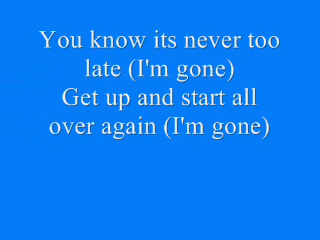 You know its never too
late (I'm gone)
Get up and start all
over again (I'm gone)